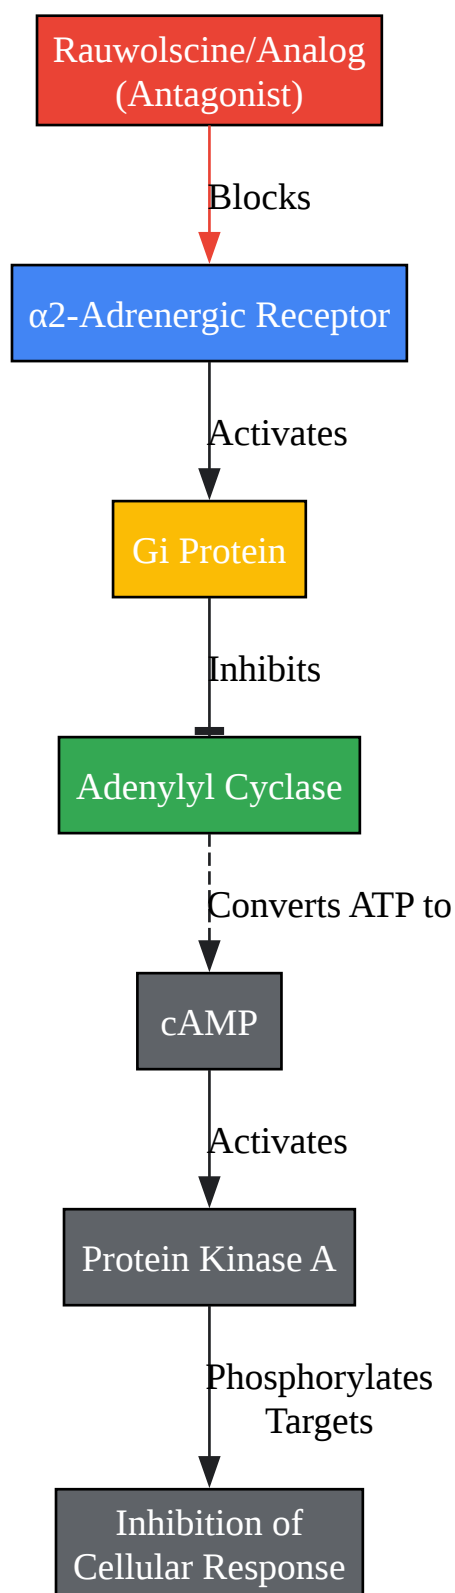 Rauwolscine/Analog
(Antagonist)
Blocks
α2-Adrenergic Receptor
Activates
Gi Protein
Inhibits
Adenylyl Cyclase
Converts ATP to
cAMP
Activates
Protein Kinase A
Phosphorylates
Targets
Inhibition of
Cellular Response